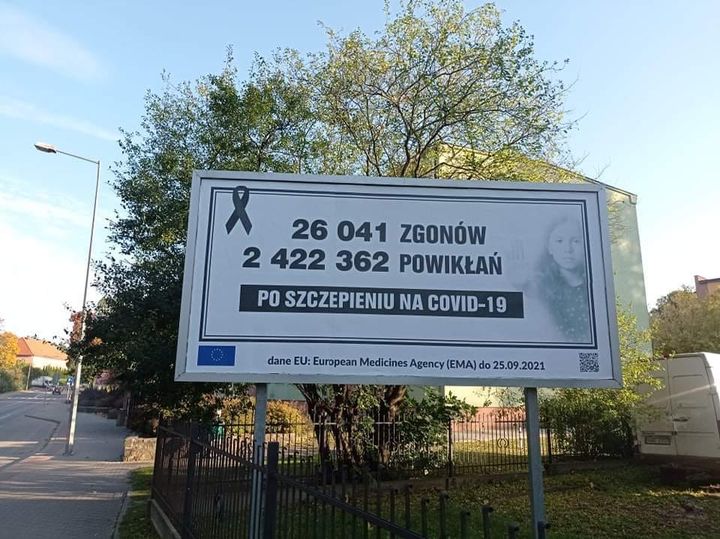 26 041 ZGONÓW
2 422 362 POWIKŁAŃ
PO SZCZEPIENIU NA COVID-19
dane EU: European Medicines Agency (EMA) do 25.09.2021